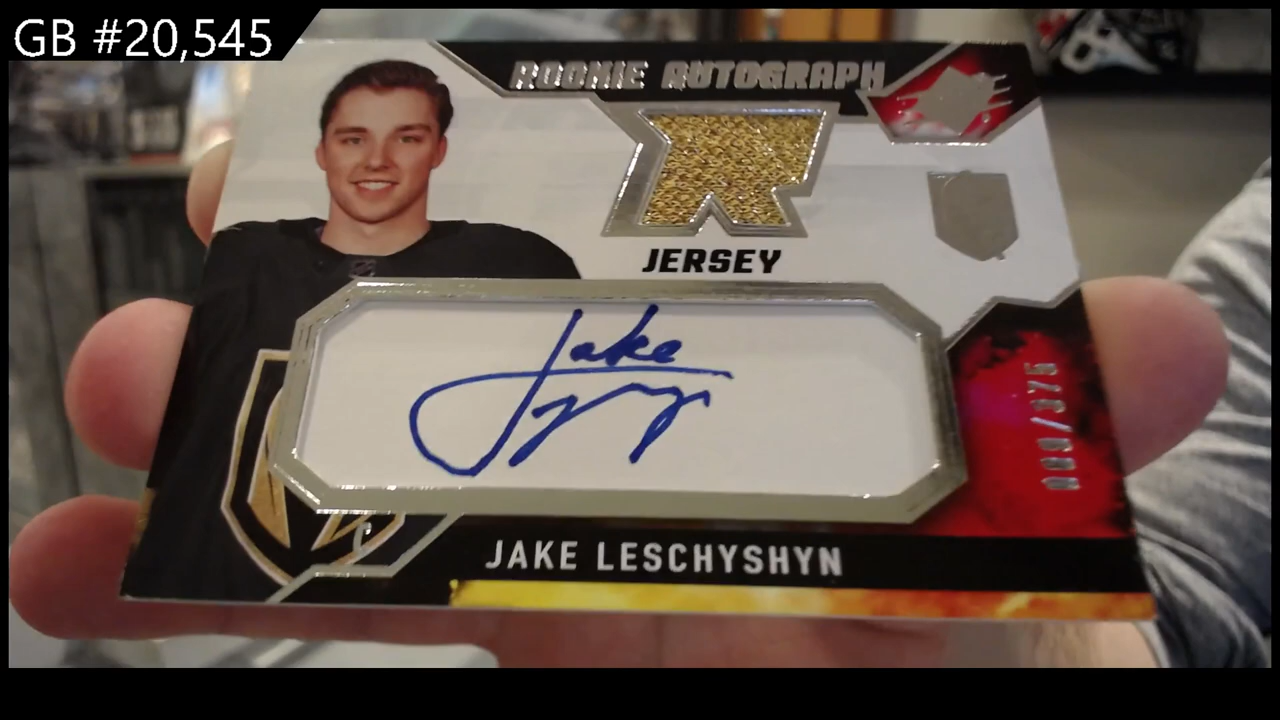 GB #20,545
ROOKIE AUTOGRAPH
JERSEY
Jake
JAKE LESCHYSHYN